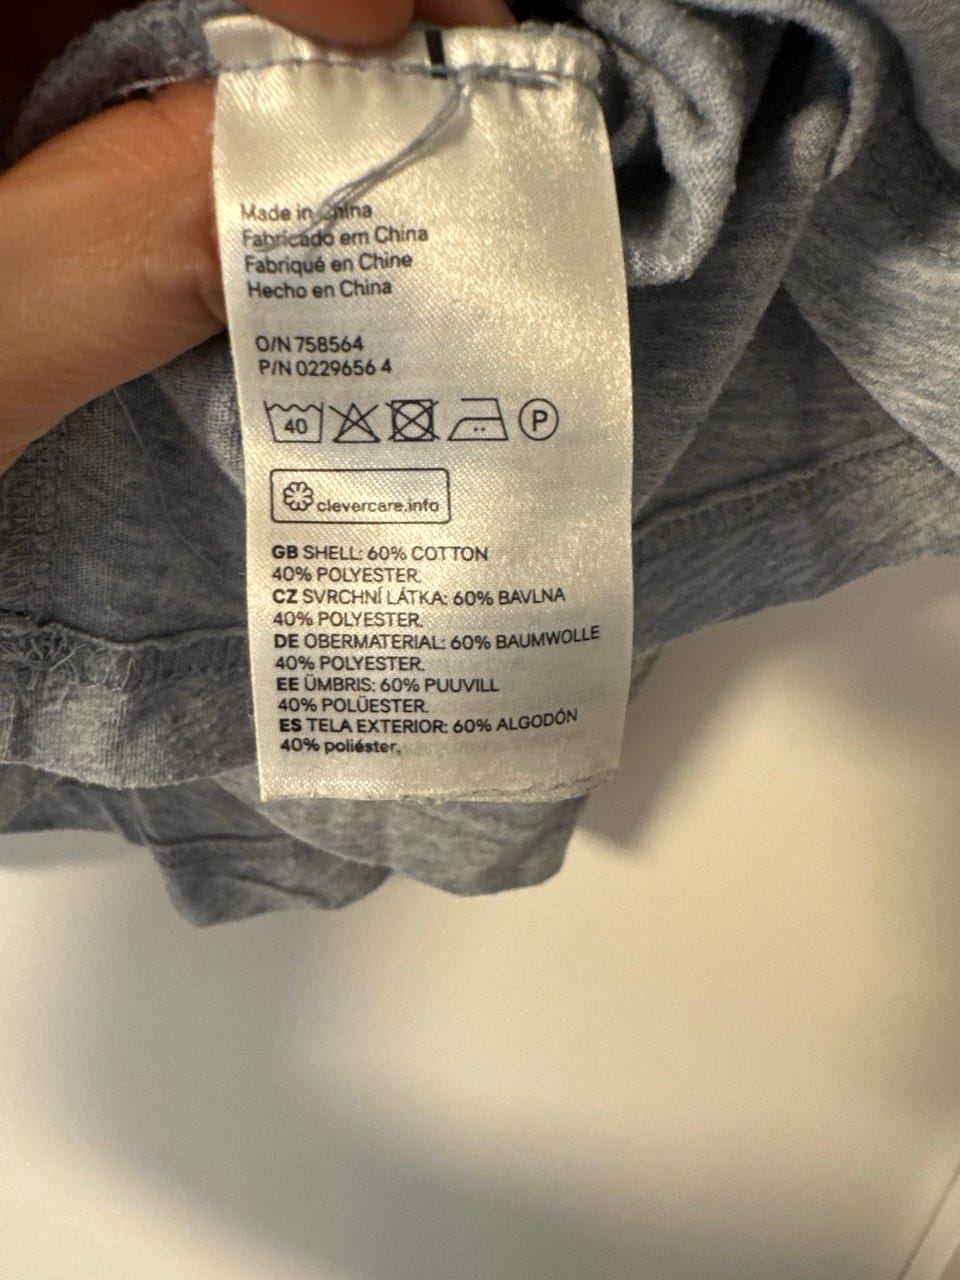 Made in China
Fabricado em China
Fabriqué en Chine
Hecho en China
O/N 758564
P/N 0229656 4
40 P
clevercare.info
GB SHELL: 60% COTTON
40% POLYESTER.
CZ SVRCHNÍ LÁTKA: 60% BAVLNA
40% POLYESTER.
DE OBERMATERIAL: 60% BAUMWOLLE
40% POLYESTER.
EE ÜMBRIS: 60% PUUVILL
40% POLÜESTER.
ES TELA EXTERIOR: 60% ALGODÓN
40% poliéster.